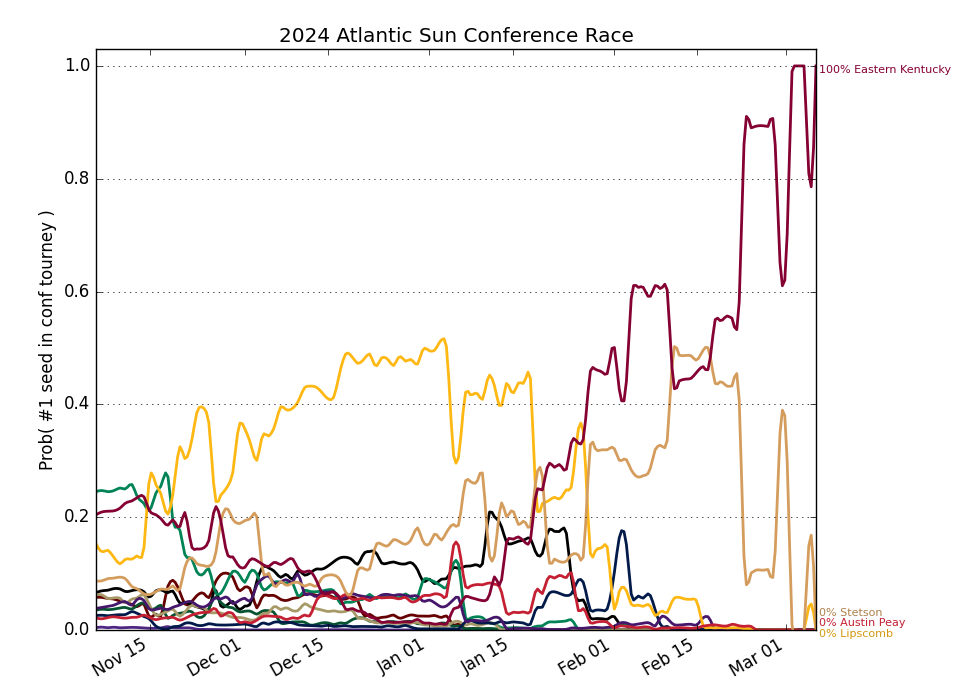 2024 Atlantic Sun Conference Race
Prob( #1 seed in conf tourney )
1.0
0.8
0.6
0.4
0.2
0.0
Nov 15
Dec 01
Dec 15
Jan 01
Jan 15
Feb 01
Feb 15
Mar 01
100% Eastern Kentucky
0% Stetson
0% Austin Peay
0% Lipscomb